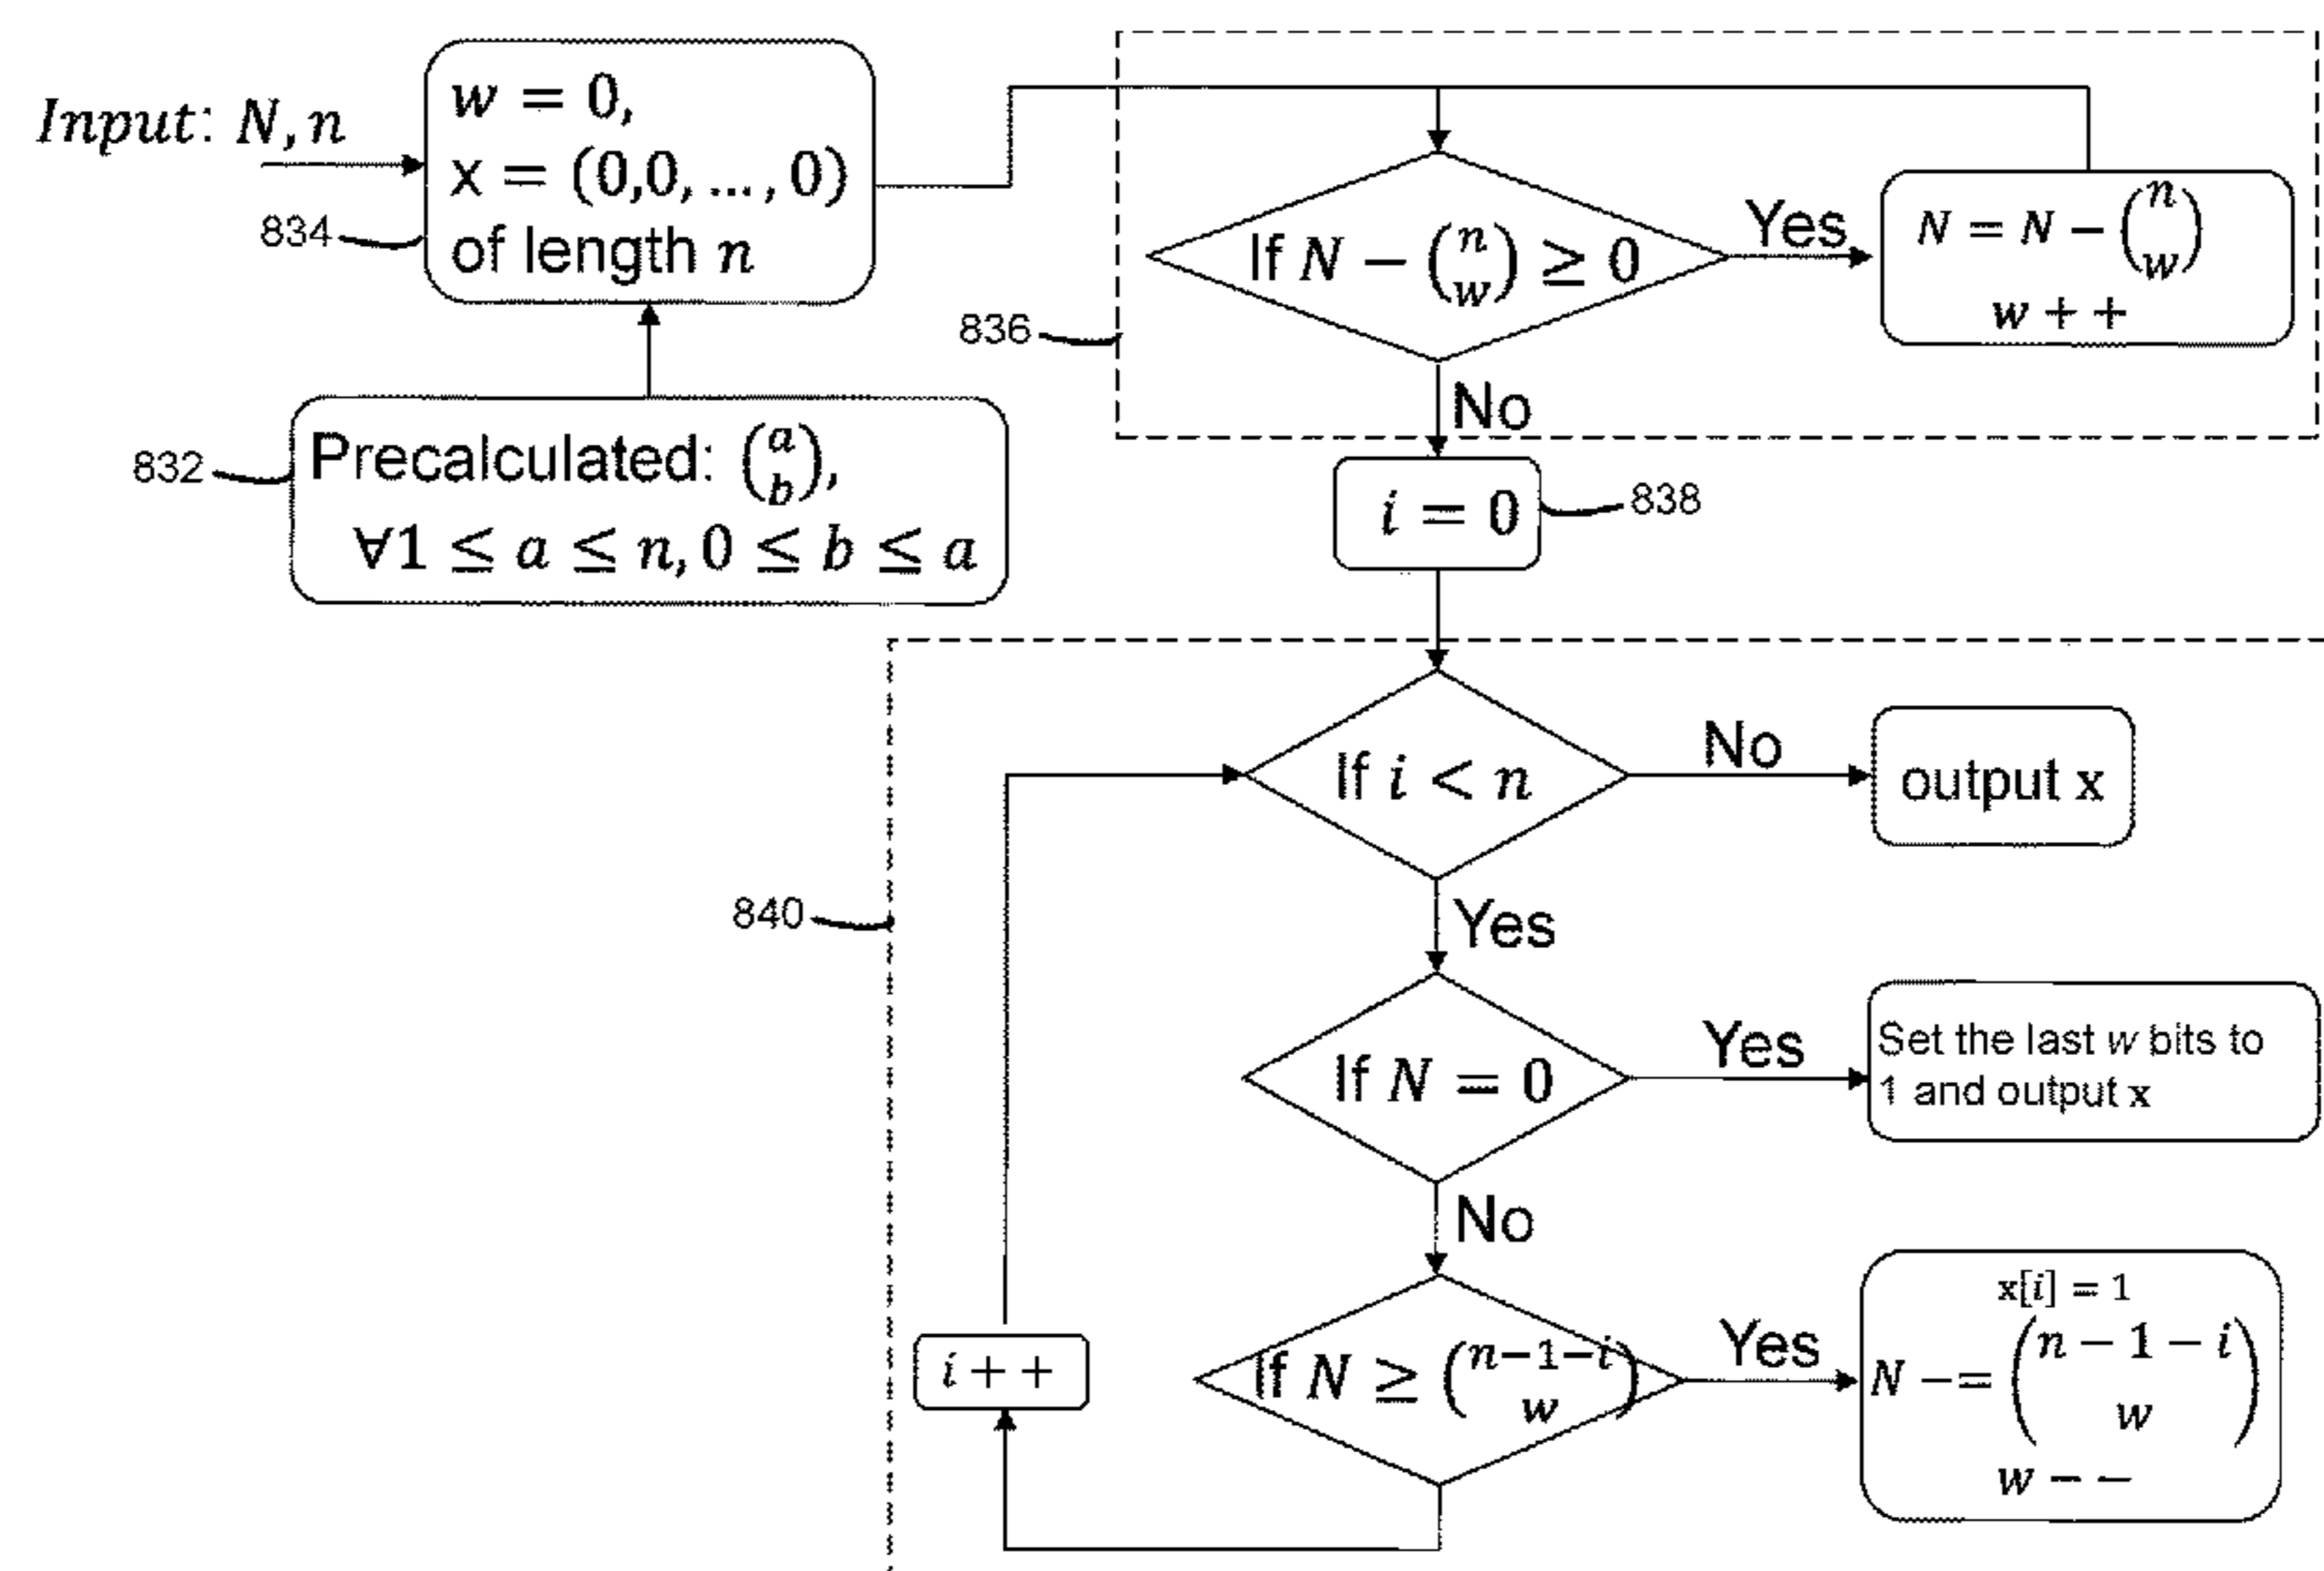 Input: N, n
w = 0,
x = (0,0, ..., 0)
of length n
834
832
Precalculated: (a b),
∀1 ≤ a ≤ n, 0 ≤ b ≤ a
836
If N − (n w) ≥ 0
Yes
N = N − (n w)
w + +
No
i = 0
838
840
If i < n
No
output x
Yes
If N = 0
Yes
Set the last w bits to
1 and output x
No
If N ≥ (n−1−i w)
Yes
x[i] = 1
N −= (n − 1 − i w)
w − −
i + +